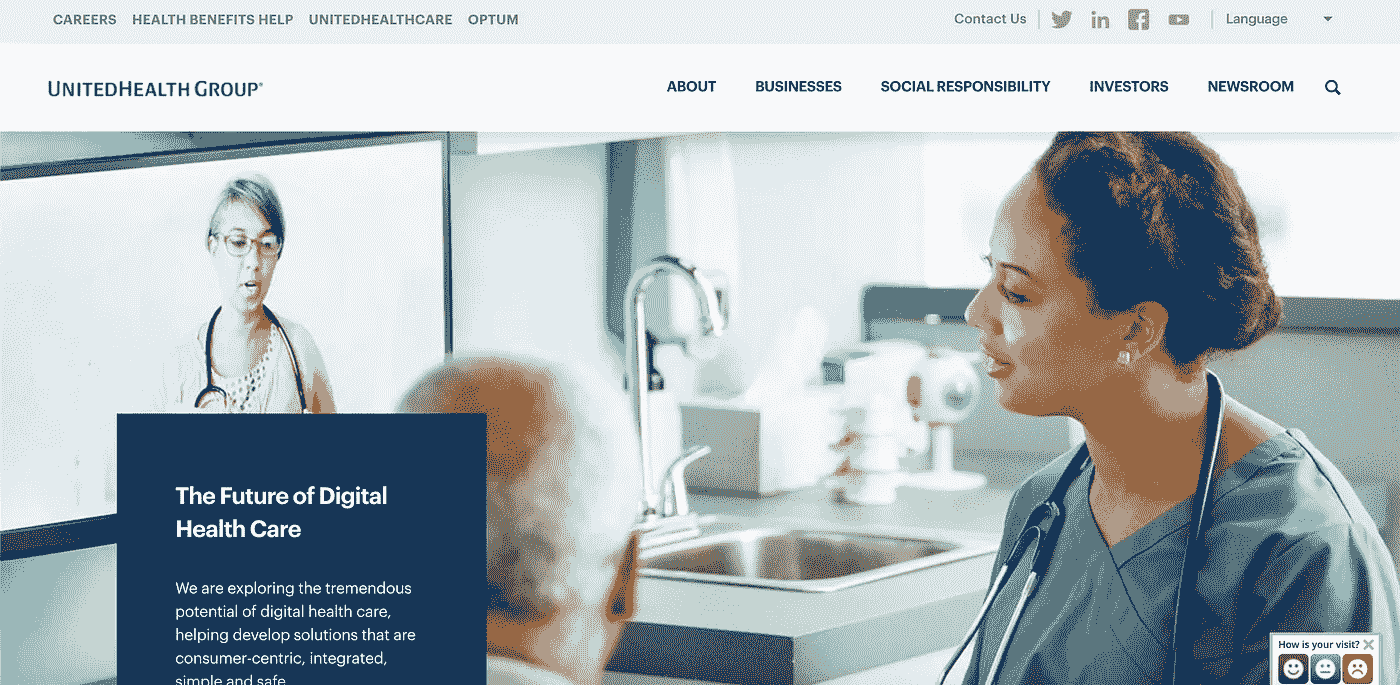 CAREERS HEALTH BENEFITS HELP UNITEDHEALTHCARE OPTUM Contact Us Language
UNITEDHEALTH GROUP® ABOUT BUSINESSES SOCIAL RESPONSIBILITY INVESTORS NEWSROOM
The Future of Digital
Health Care
We are exploring the tremendous
potential of digital health care,
helping develop solutions that are
consumer-centric, integrated,
simple and safe
How is your visit?